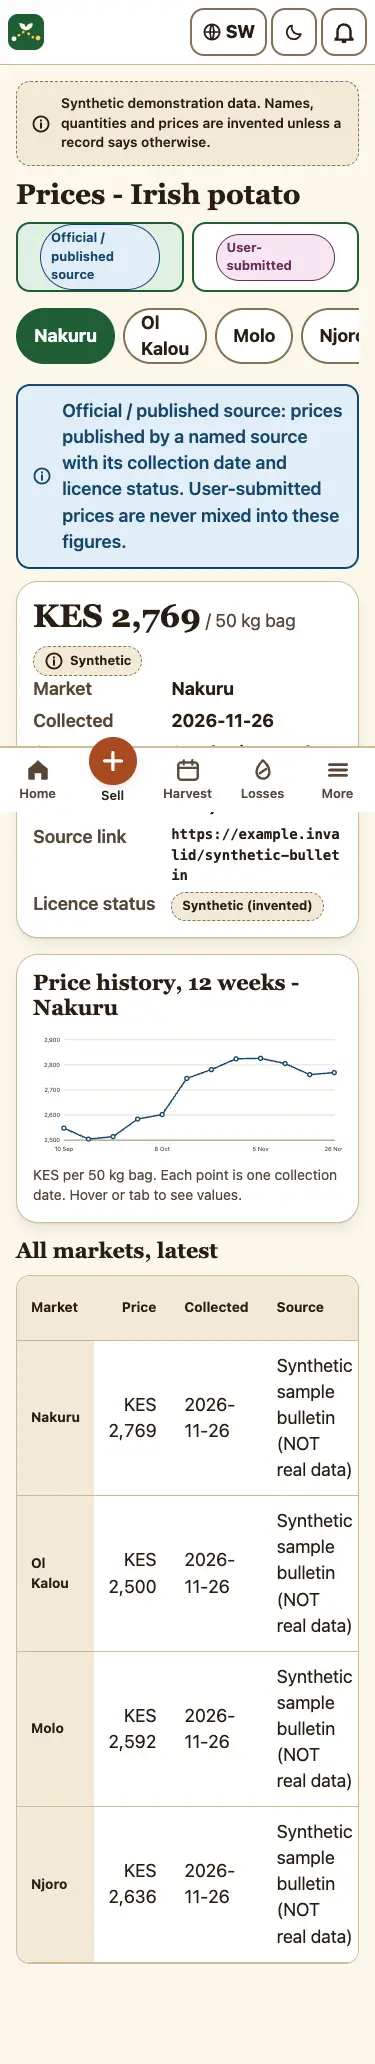 SW
Synthetic demonstration data. Names,
quantities and prices are invented unless a
record says otherwise.
Prices - Irish potato
Official /
published
source
User-
submitted
Nakuru
Ol
Kalou
Molo
Official / published source: prices
published by a named source
with its collection date and
licence status. User-submitted
prices are never mixed into these
figures.
KES 2,769 / 50 kg bag
Synthetic
Market Nakuru
Collected 2026-11-26
Home
Sell
Harvest
Losses
More
Source link https://example.inva
lid/synthetic-bullet
in
Licence status Synthetic (invented)
Price history, 12 weeks -
Nakuru
2,900
2,800
2,700
2,600
2,500
10 Sep 8 Oct 5 Nov 26 Nov
KES per 50 kg bag. Each point is one collection
date. Hover or tab to see values.
All markets, latest
Market Price Collected Source
Nakuru
KES
2,769
2026-
11-26
Synthetic
sample
bulletin
(NOT
real data)
Ol
Kalou
KES
2,500
2026-
11-26
Synthetic
sample
bulletin
(NOT
real data)
Molo
KES
2,592
2026-
11-26
Synthetic
sample
bulletin
(NOT
real data)
Njoro
KES
2,636
2026-
11-26
Synthetic
sample
bulletin
(NOT
real data)